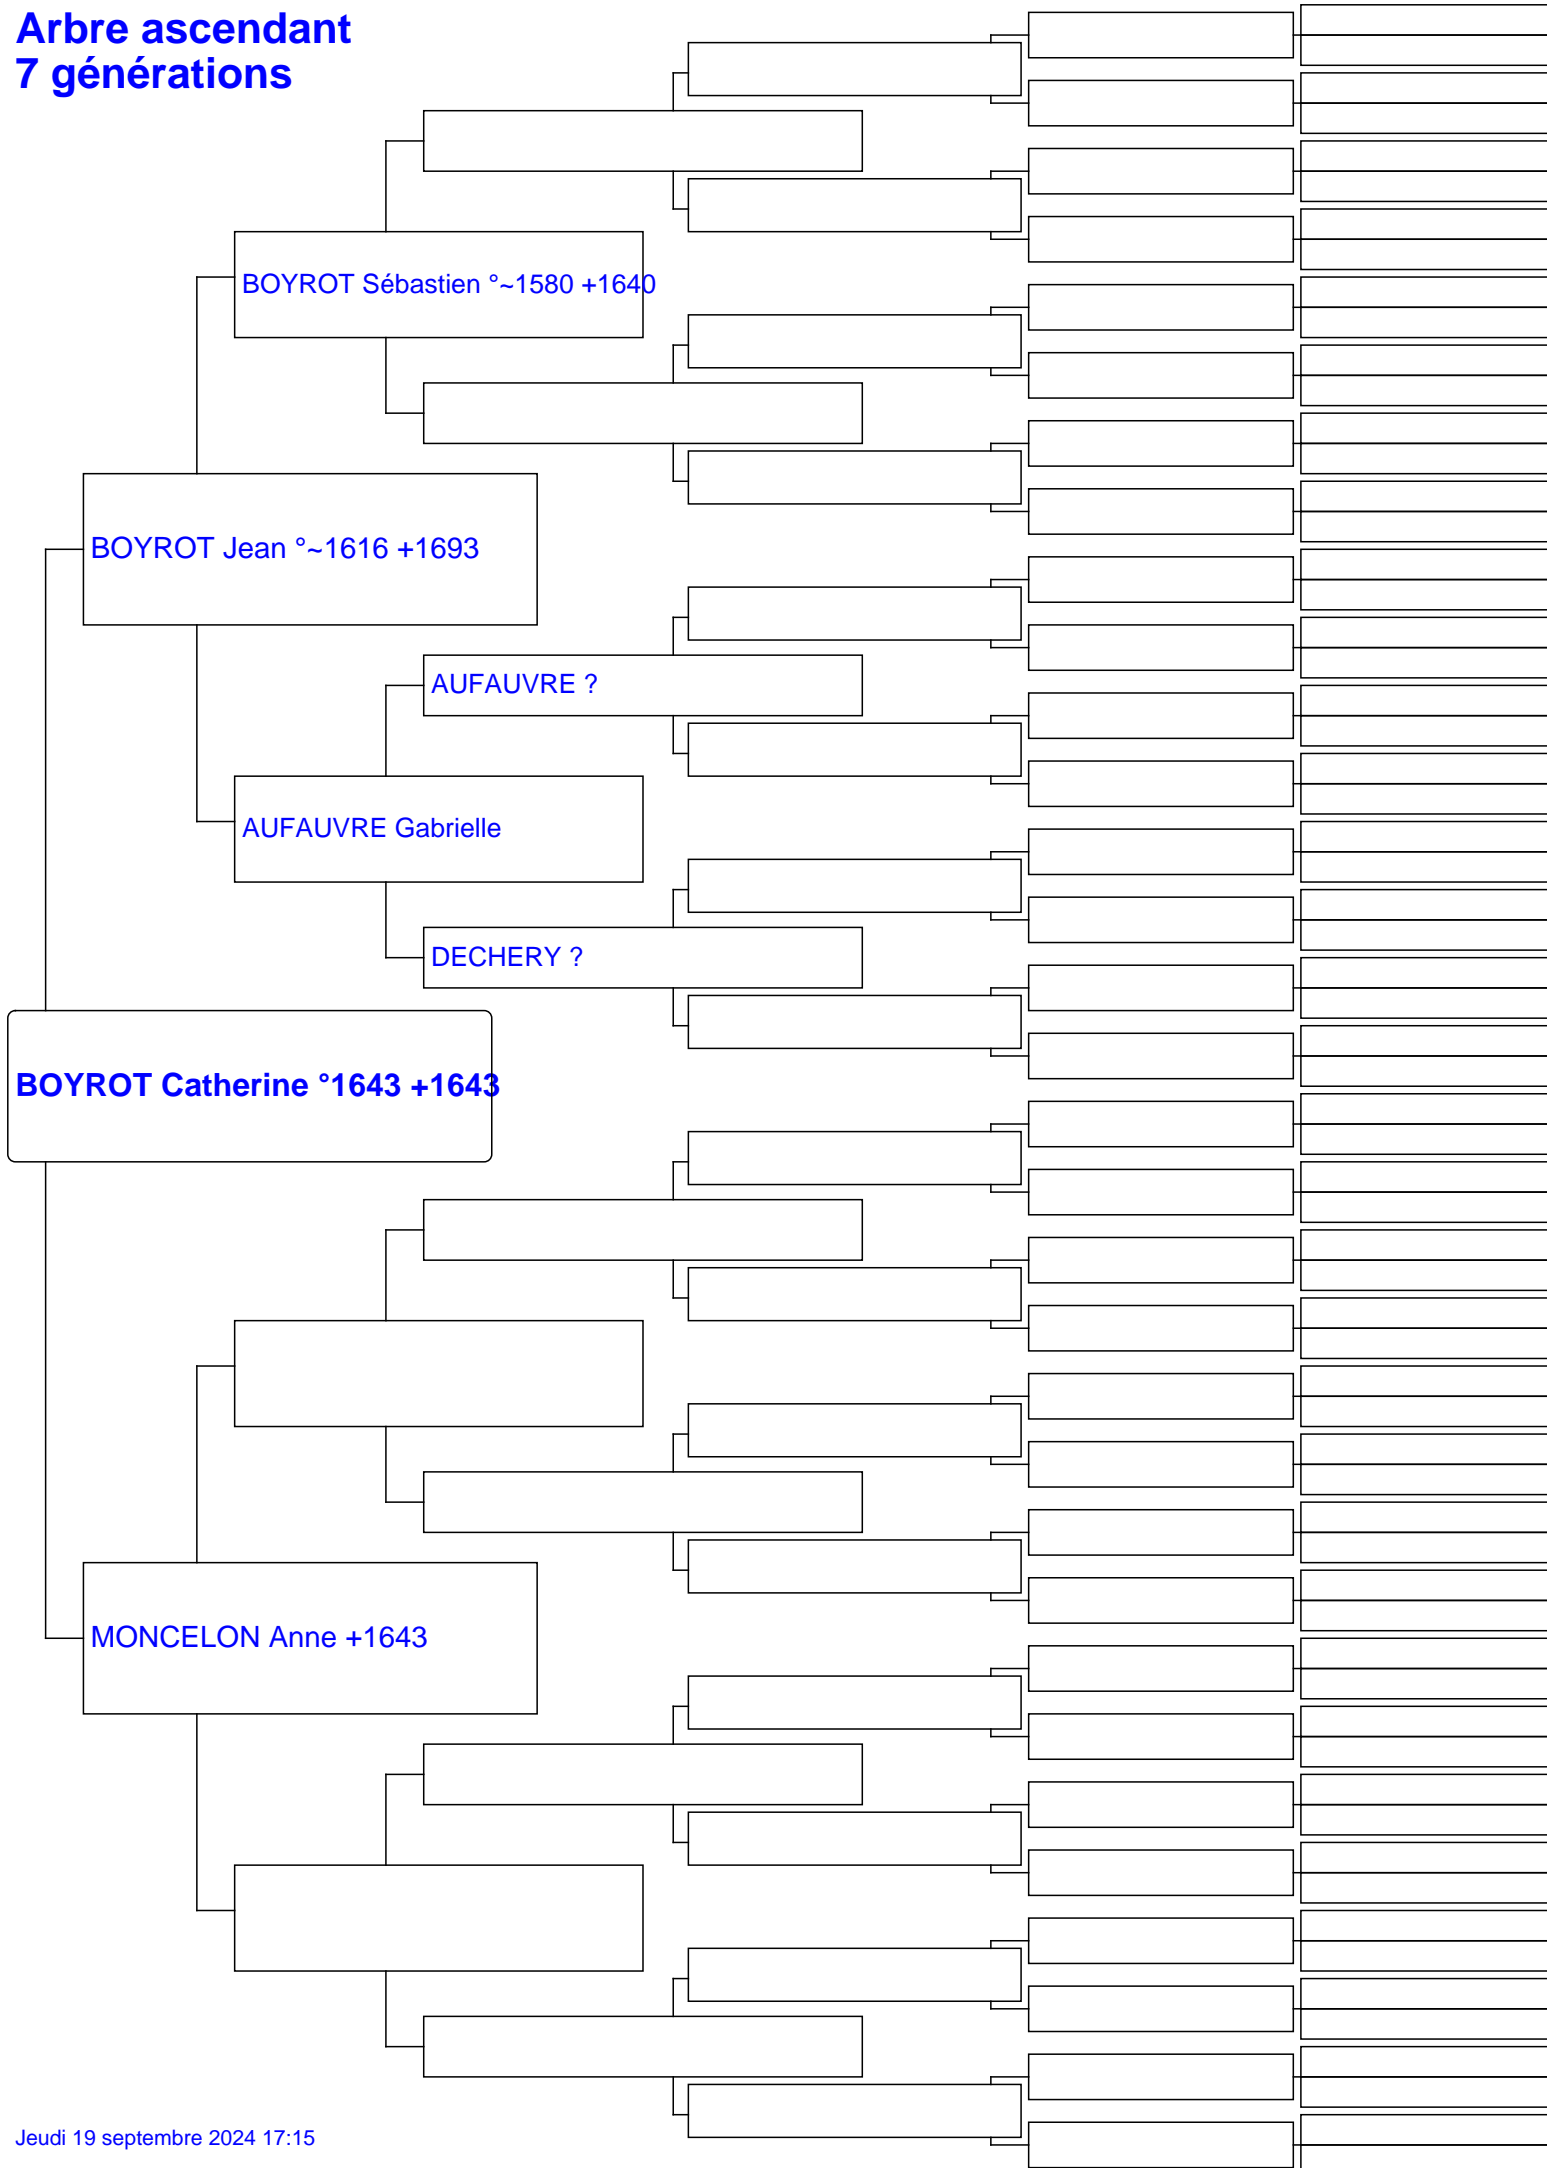 Arbre ascendant
7 générations
BOYROT Sébastien °~1580 +1640
BOYROT Jean °~1616 +1693
AUFAUVRE ?
AUFAUVRE Gabrielle
DECHERY ?
BOYROT Catherine °1643 +1643
MONCELON Anne +1643
Jeudi 19 septembre 2024 17:15